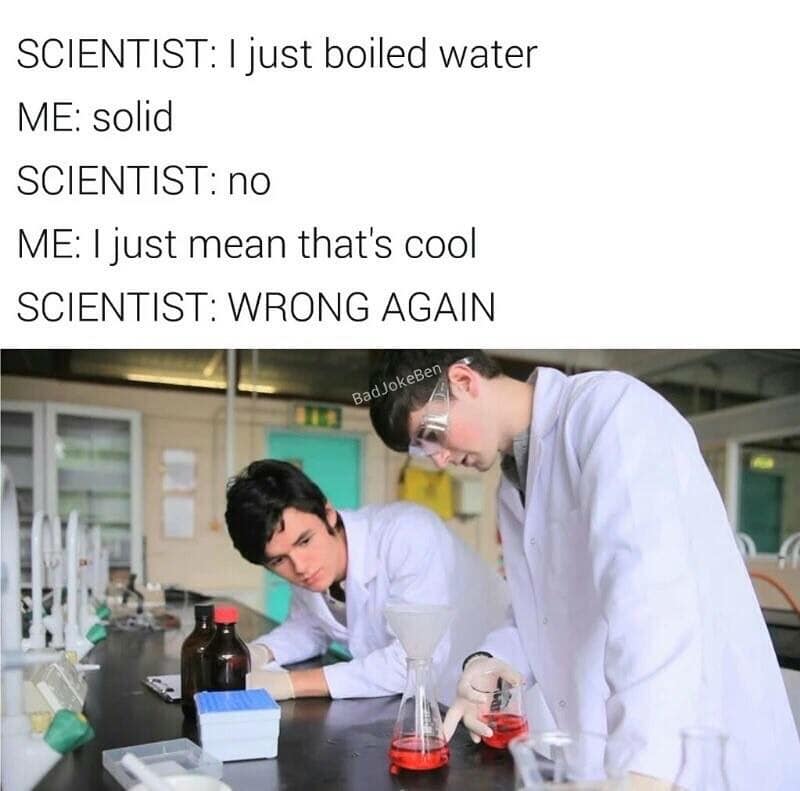 SCIENTIST: I just boiled water
ME: solid
SCIENTIST: no
ME: I just mean that's cool
SCIENTIST: WRONG AGAIN
BadJokeBen